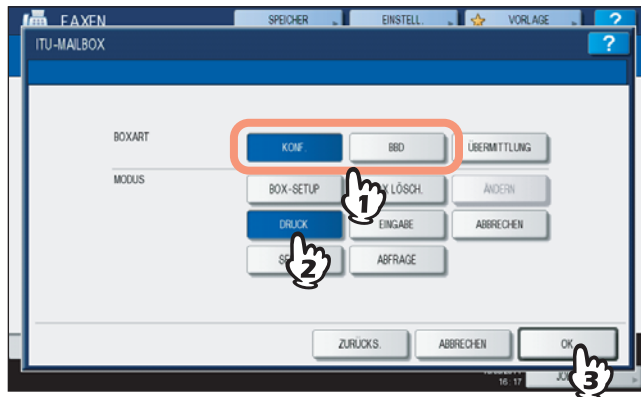 FAXEN SPEICHER EINSTELL. VORLAGE ?
ITU-MAILBOX ?
BOXART KONF BBD ÜBERMITTLUNG
MODUS BOX-SETUP LÖSCH. ÄNDERN
1
DRUCK EINGABE ABBRECHEN
2
ABFRAGE
ZURÜCKS. ABBRECHEN OK
3
16:17